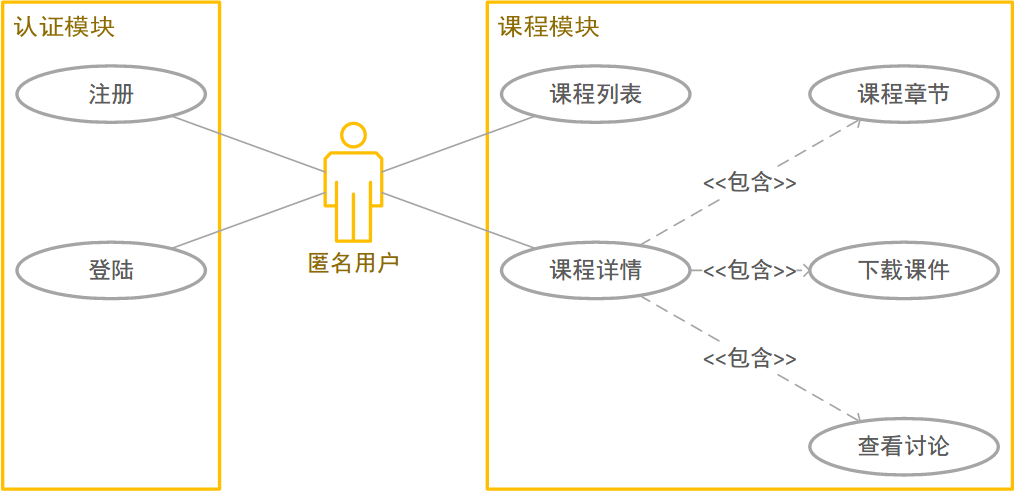 认证模块
注册
登陆
匿名用户
课程模块
课程列表
课程章节
<<包含>>
课程详情
<<包含>>
下载课件
<<包含>>
查看讨论